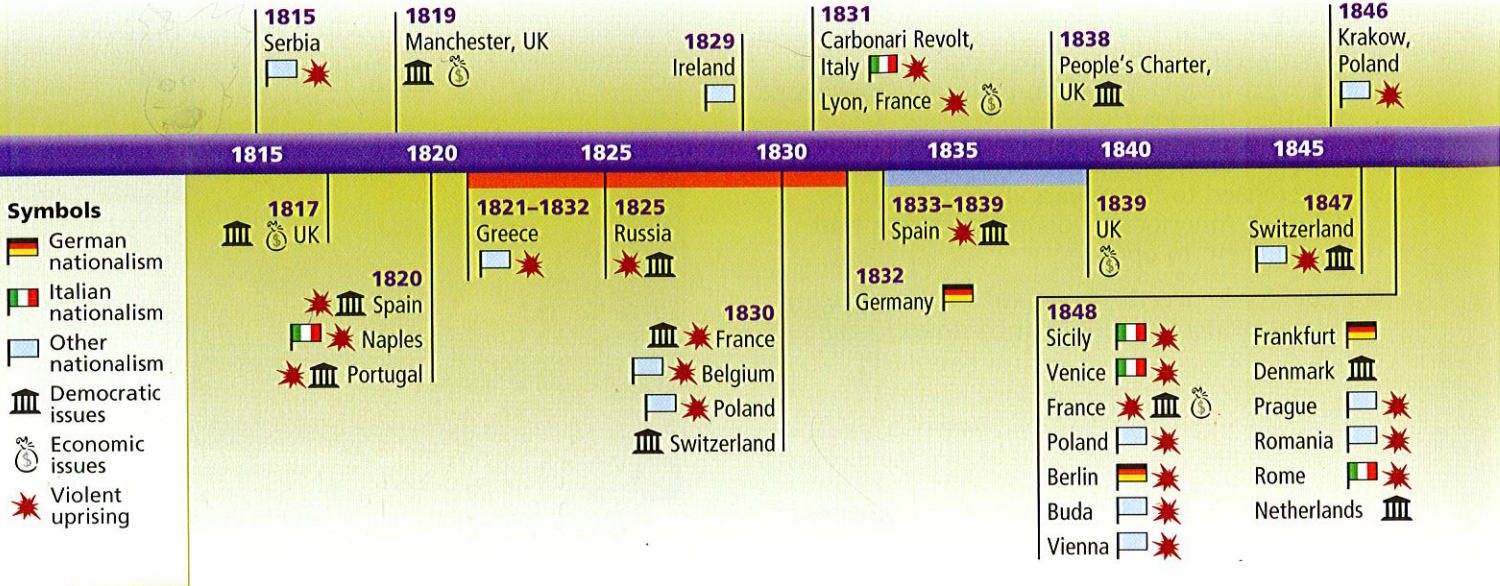 1815
Serbia
1819
Manchester, UK
1829
Ireland
1831
Carbonari Revolt,
Italy
Lyon, France
1838
People's Charter,
UK
1846
Krakow,
Poland
1815 1820 1825 1830 1835 1840 1845
Symbols
German
nationalism
Italian
nationalism
Other
nationalism
Democratic
issues
$ Economic
issues
Violent
uprising
1817
UK
1820
Spain
Naples
Portugal
1821–1832
Greece
1825
Russia
1830
France
Belgium
Poland
Switzerland
1832
Germany
1833–1839
Spain
1839
UK
1847
Switzerland
1848
Sicily
Venice
France
Poland
Berlin
Buda
Vienna
Frankfurt
Denmark
Prague
Romania
Rome
Netherlands